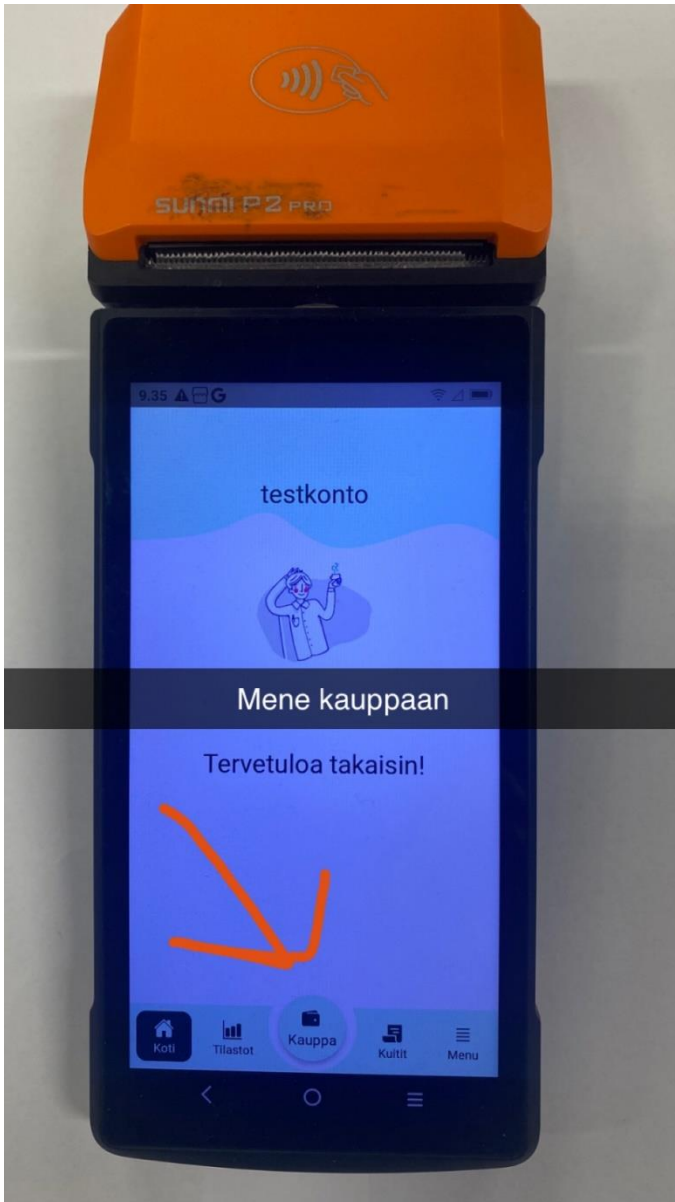 SUNMI P2 PRO
9.35
G
testkonto
Mene kauppaan
Tervetuloa takaisin!
Koti
Tilastot
Kauppa
Kuitit
Menu